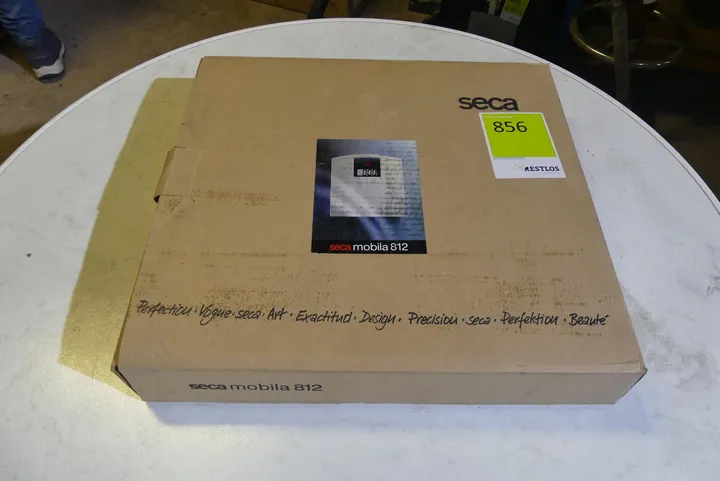 seca
856
RESTLOS
seca mobila 812
Perfection · Vogue · seca · Art · Exactitud · Design · Precision · seca · Perfektion · Beauté
seca mobila 812